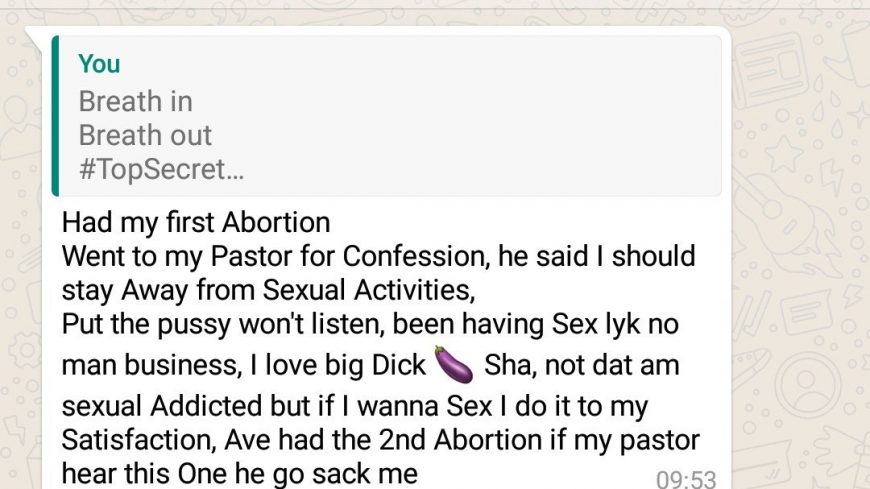 You
Breath in
Breath out
#TopSecret...
Had my first Abortion
Went to my Pastor for Confession, he said I should
stay Away from Sexual Activities,
Put the pussy won't listen, been having Sex lyk no
man business, I love big Dick 🍆 Sha, not dat am
sexual Addicted but if I wanna Sex I do it to my
Satisfaction, Ave had the 2nd Abortion if my pastor
hear this One he go sack me
09:53